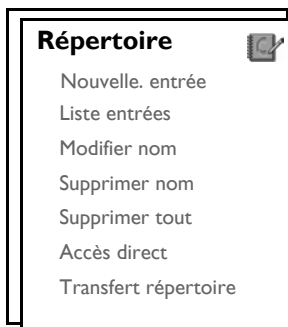 Répertoire
Nouvelle. entrée
Liste entrées
Modifier nom
Supprimer nom
Supprimer tout
Accès direct
Transfert répertoire